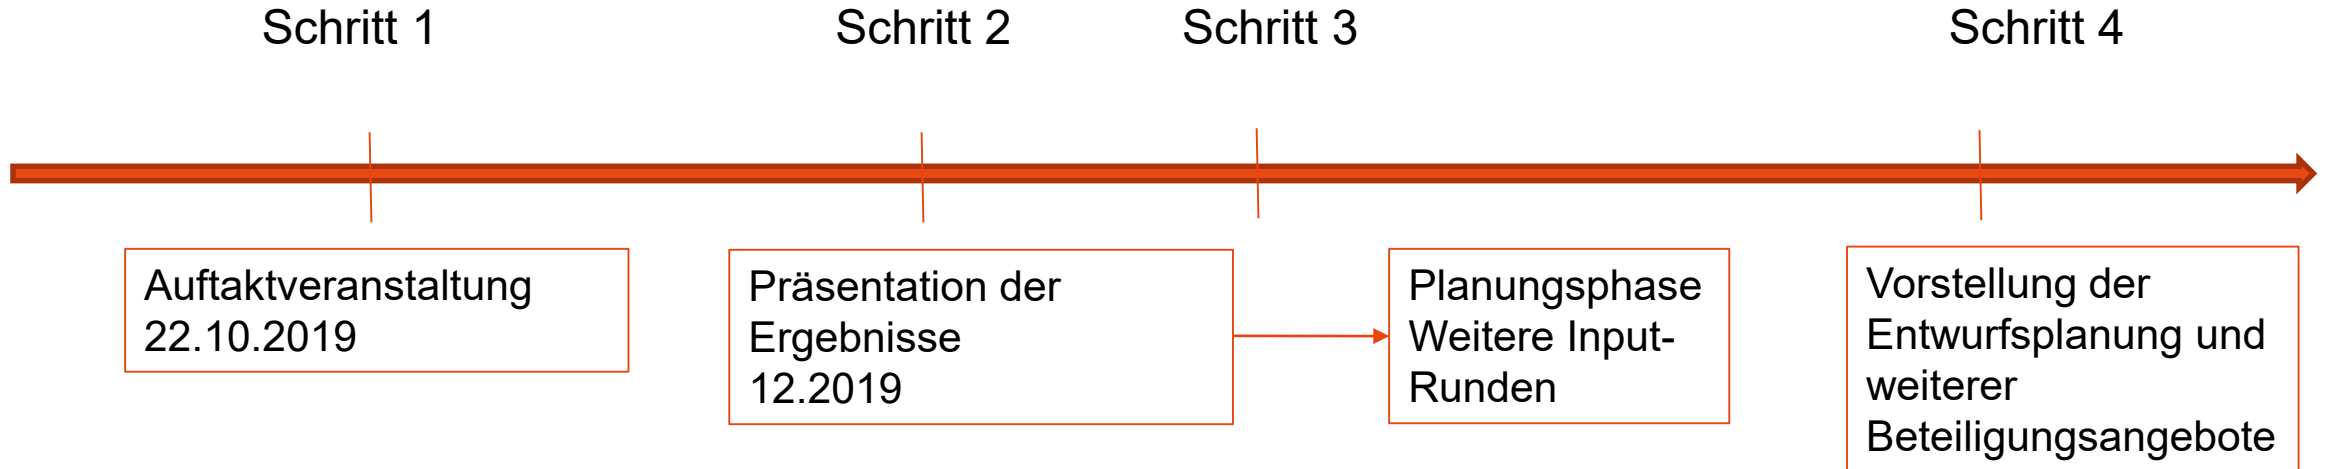 Schritt 1
Schritt 2
Schritt 3
Schritt 4
Auftaktveranstaltung
22.10.2019
Präsentation der
Ergebnisse
12.2019
Planungsphase
Weitere Input-
Runden
Vorstellung der
Entwurfsplanung und
weiterer
Beteiligungsangebote